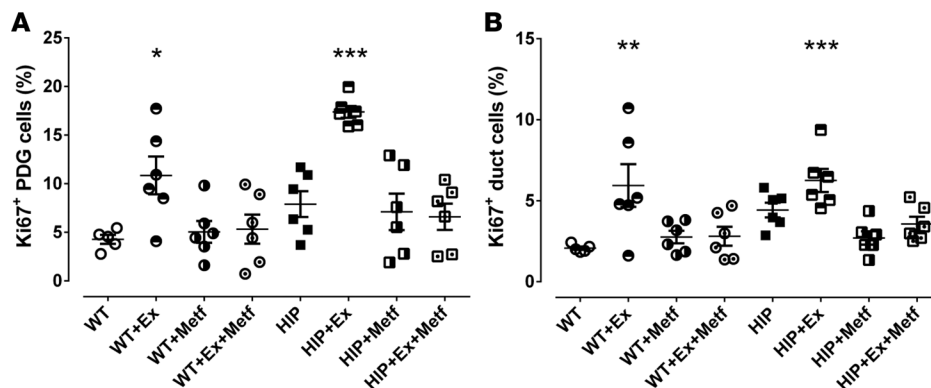 A
Ki67+ PDG cells (%)
25
20
15
10
5
0
*
***
WT
WT+Ex
WT+Metf
WT+Ex+Metf
HIP
HIP+Ex
HIP+Metf
HIP+Ex+Metf
B
Ki67+ duct cells (%)
15
10
5
0
**
***
WT
WT+Ex
WT+Metf
WT+Ex+Metf
HIP
HIP+Ex
HIP+Metf
HIP+Ex+Metf